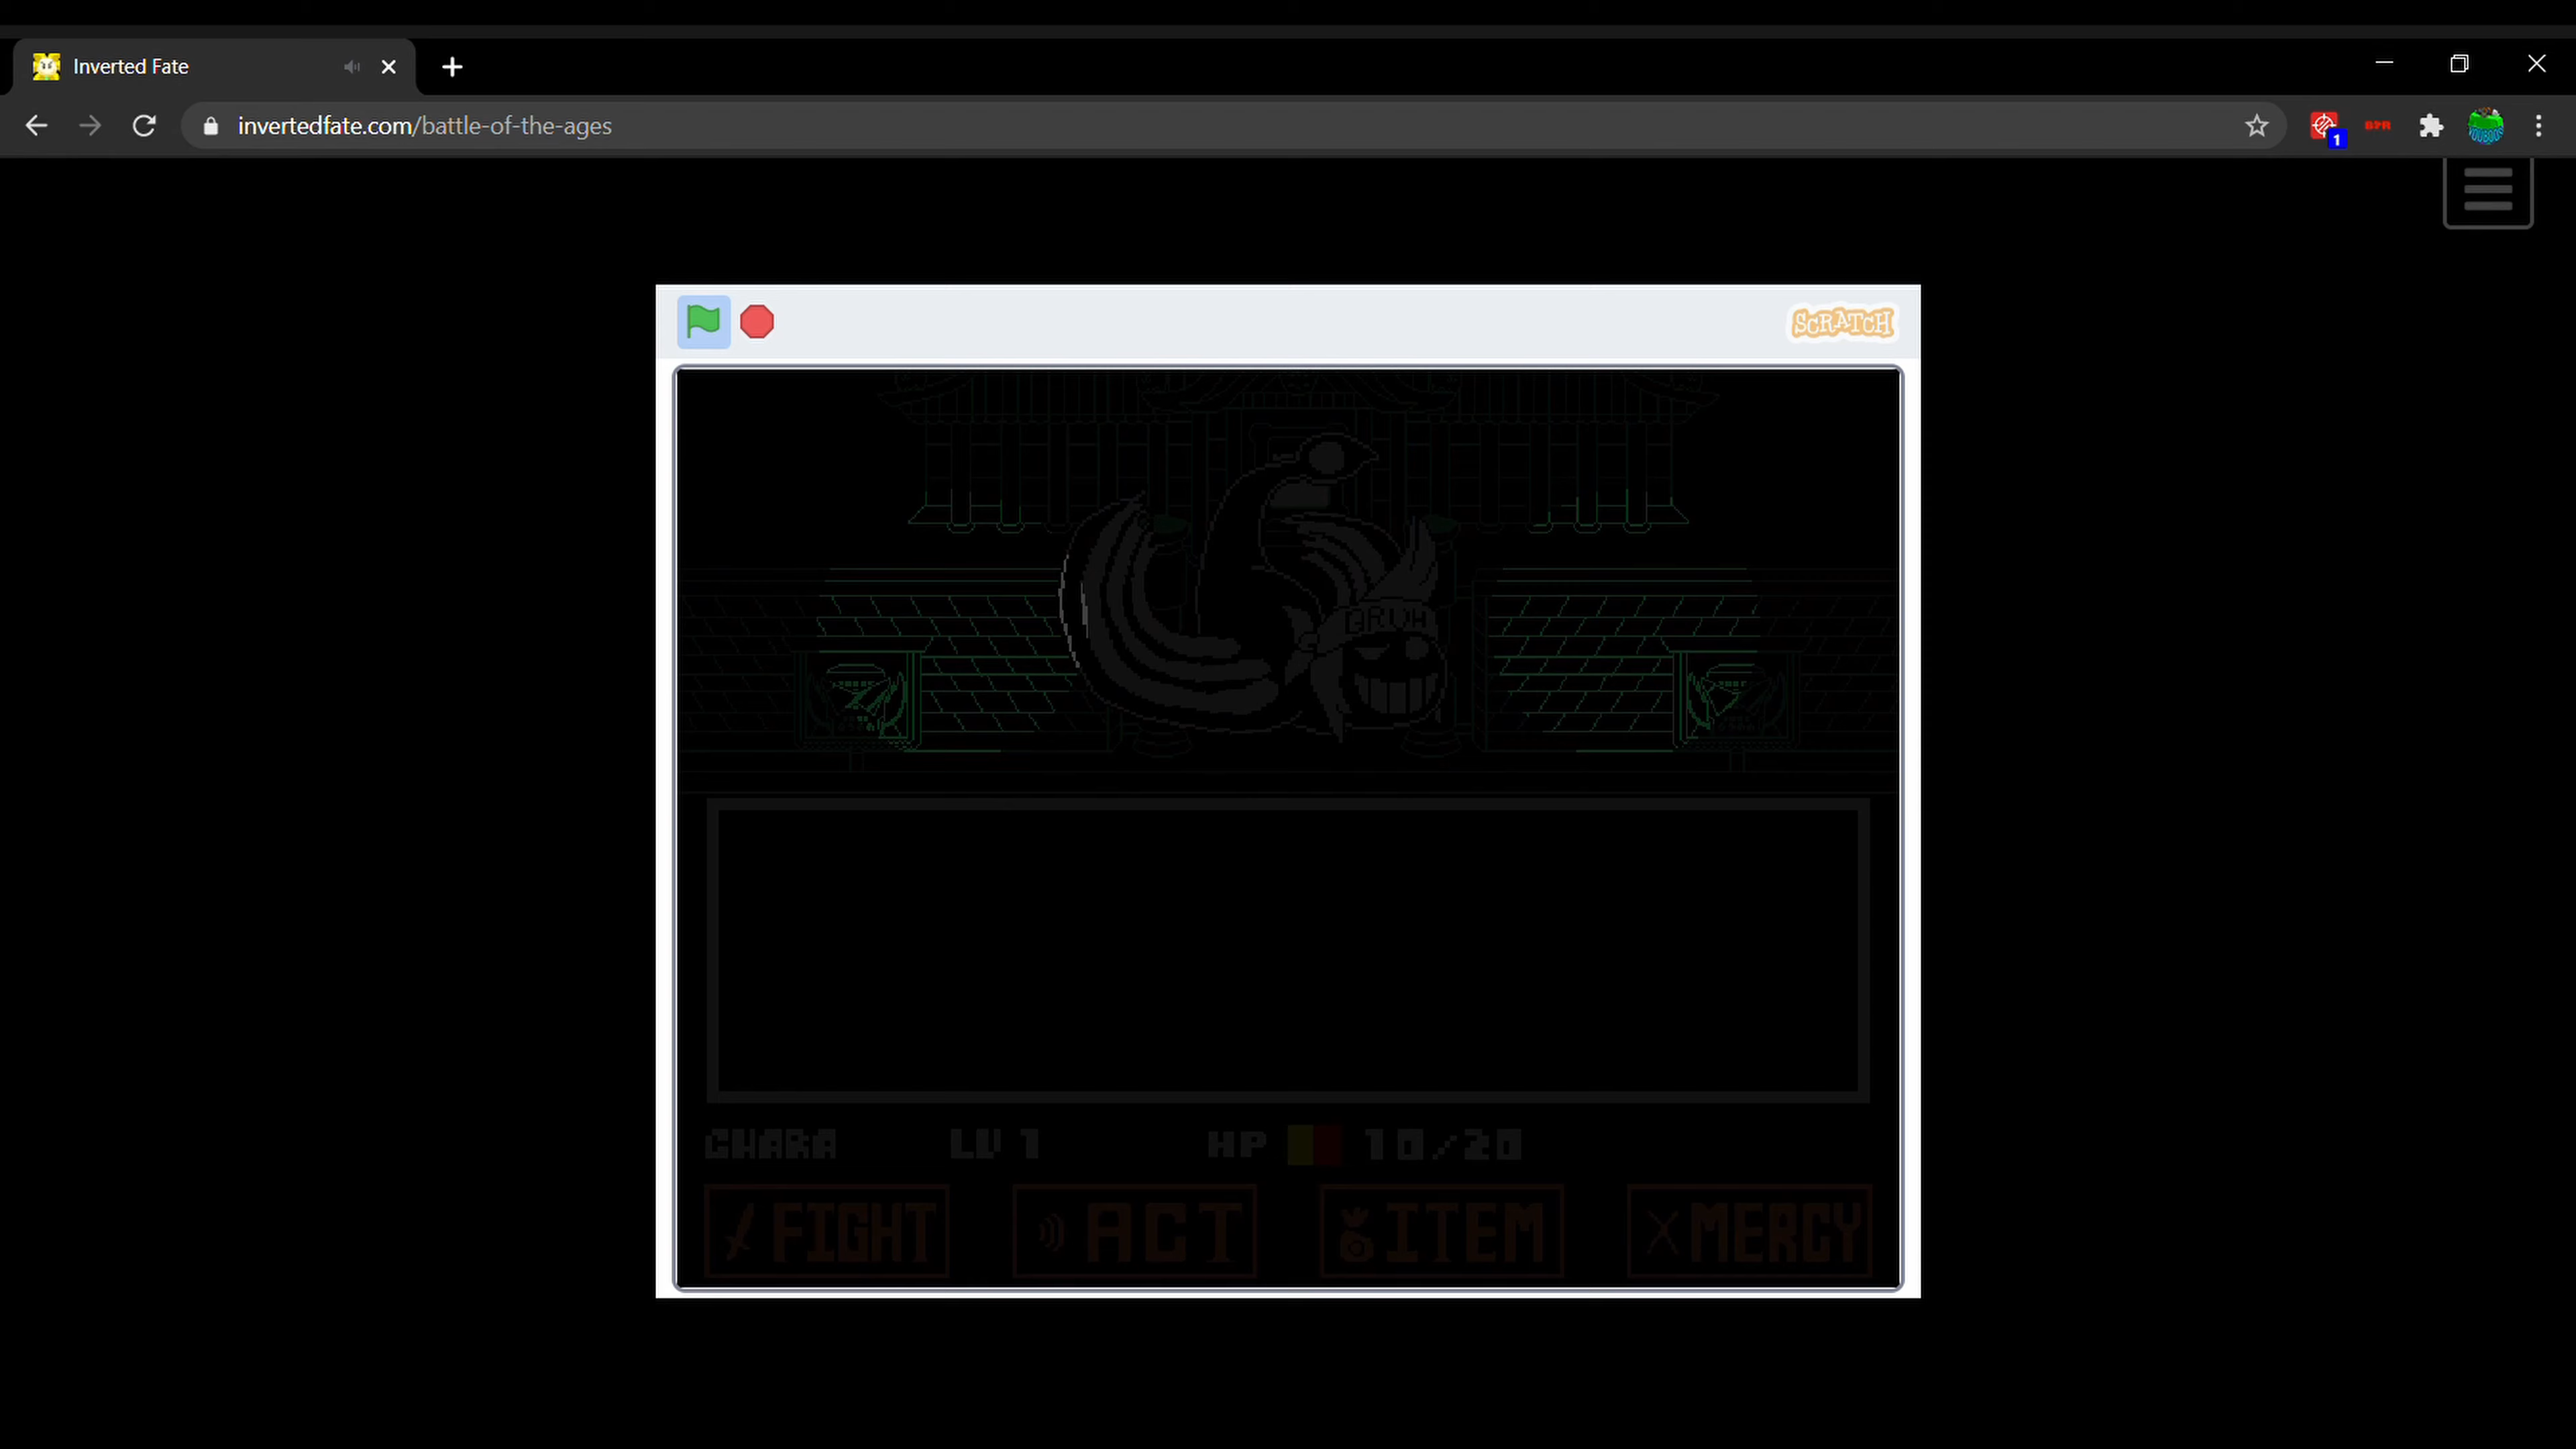 Inverted Fate
invertedfate.com/battle-of-the-ages
1
SCRATCH
BRUH
CHARA LV 1 HP 10/20
FIGHT ACT ITEM MERCY